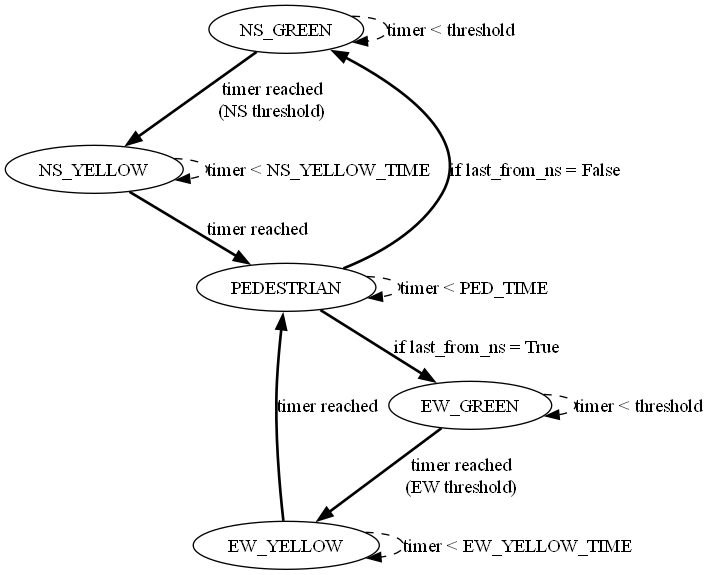 NS_GREEN
timer < threshold
timer reached
(NS threshold)
NS_YELLOW
timer < NS_YELLOW_TIME
if last_from_ns = False
timer reached
PEDESTRIAN
timer < PED_TIME
if last_from_ns = True
timer reached
EW_GREEN
timer < threshold
timer reached
(EW threshold)
EW_YELLOW
timer < EW_YELLOW_TIME